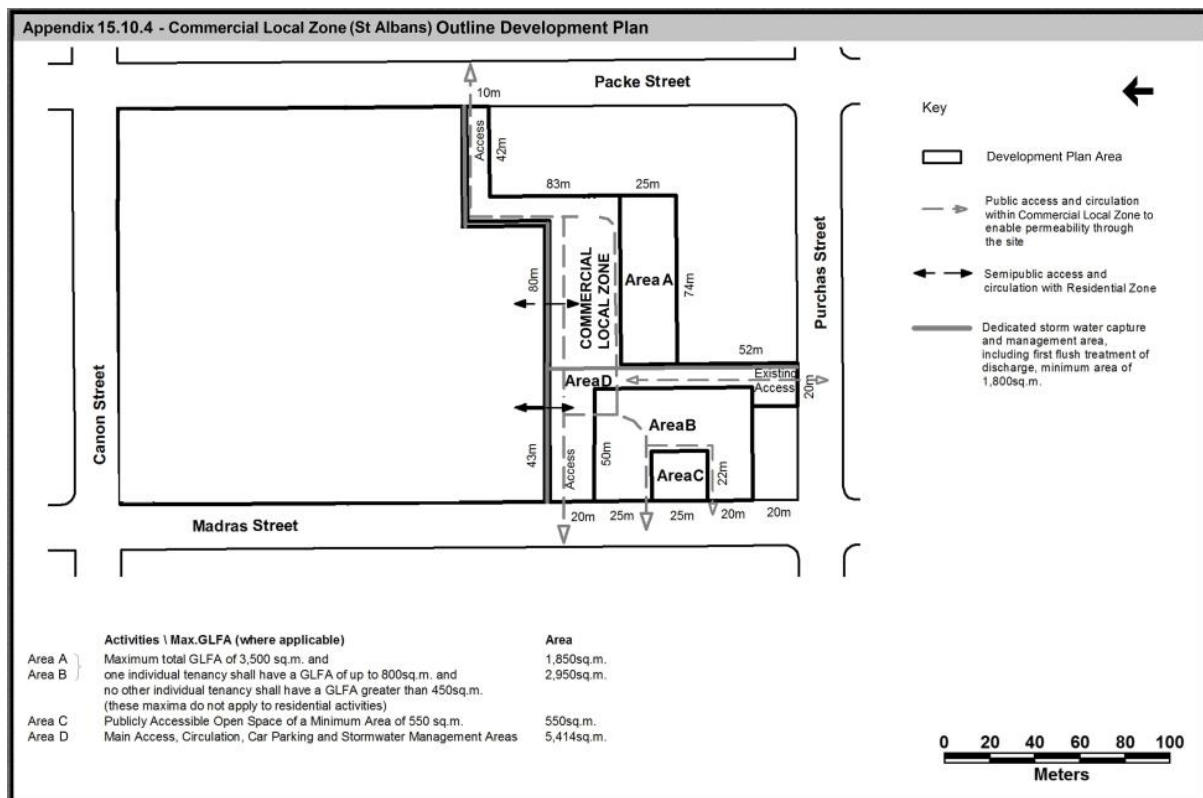 Appendix 15.10.4 - Commercial Local Zone (St Albans) Outline Development Plan
Packe Street
10m
Access
42m
83m
25m
COMMERCIAL
LOCAL ZONE
Area A
74m
80m
52m
Existing
Access
20m
Area D
Area B
43m
Access
50m
Area C
22m
20m
25m
25m
20m
20m
Canon Street
Madras Street
Purchas Street
Key
Development Plan Area
Public access and circulation
within Commercial Local Zone to
enable permeability through
the site
Semipublic access and
circulation with Residential Zone
Dedicated storm water capture
and management area,
including first flush treatment of
discharge, minimum area of
1,800sq.m.
Activities \ Max.GLFA (where applicable) Area
Area A Maximum total GLFA of 3,500 sq.m. and 1,850sq.m.
Area B one individual tenancy shall have a GLFA of up to 800sq.m. and 2,950sq.m.
no other individual tenancy shall have a GLFA greater than 450sq.m.
(these maxima do not apply to residential activities)
Area C Publicly Accessible Open Space of a Minimum Area of 550 sq.m. 550sq.m.
Area D Main Access, Circulation, Car Parking and Stormwater Management Areas 5,414sq.m.
0 20 40 60 80 100
Meters